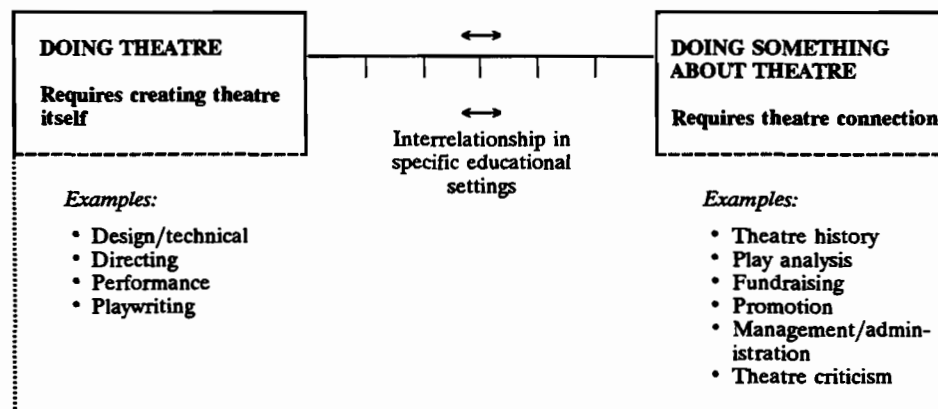 DOING THEATRE
Requires creating theatre
itself
Interrelationship in
specific educational
settings
DOING SOMETHING
ABOUT THEATRE
Requires theatre connection
Examples:
• Design/technical
• Directing
• Performance
• Playwriting
Examples:
• Theatre history
• Play analysis
• Fundraising
• Promotion
• Management/admin-
istration
• Theatre criticism